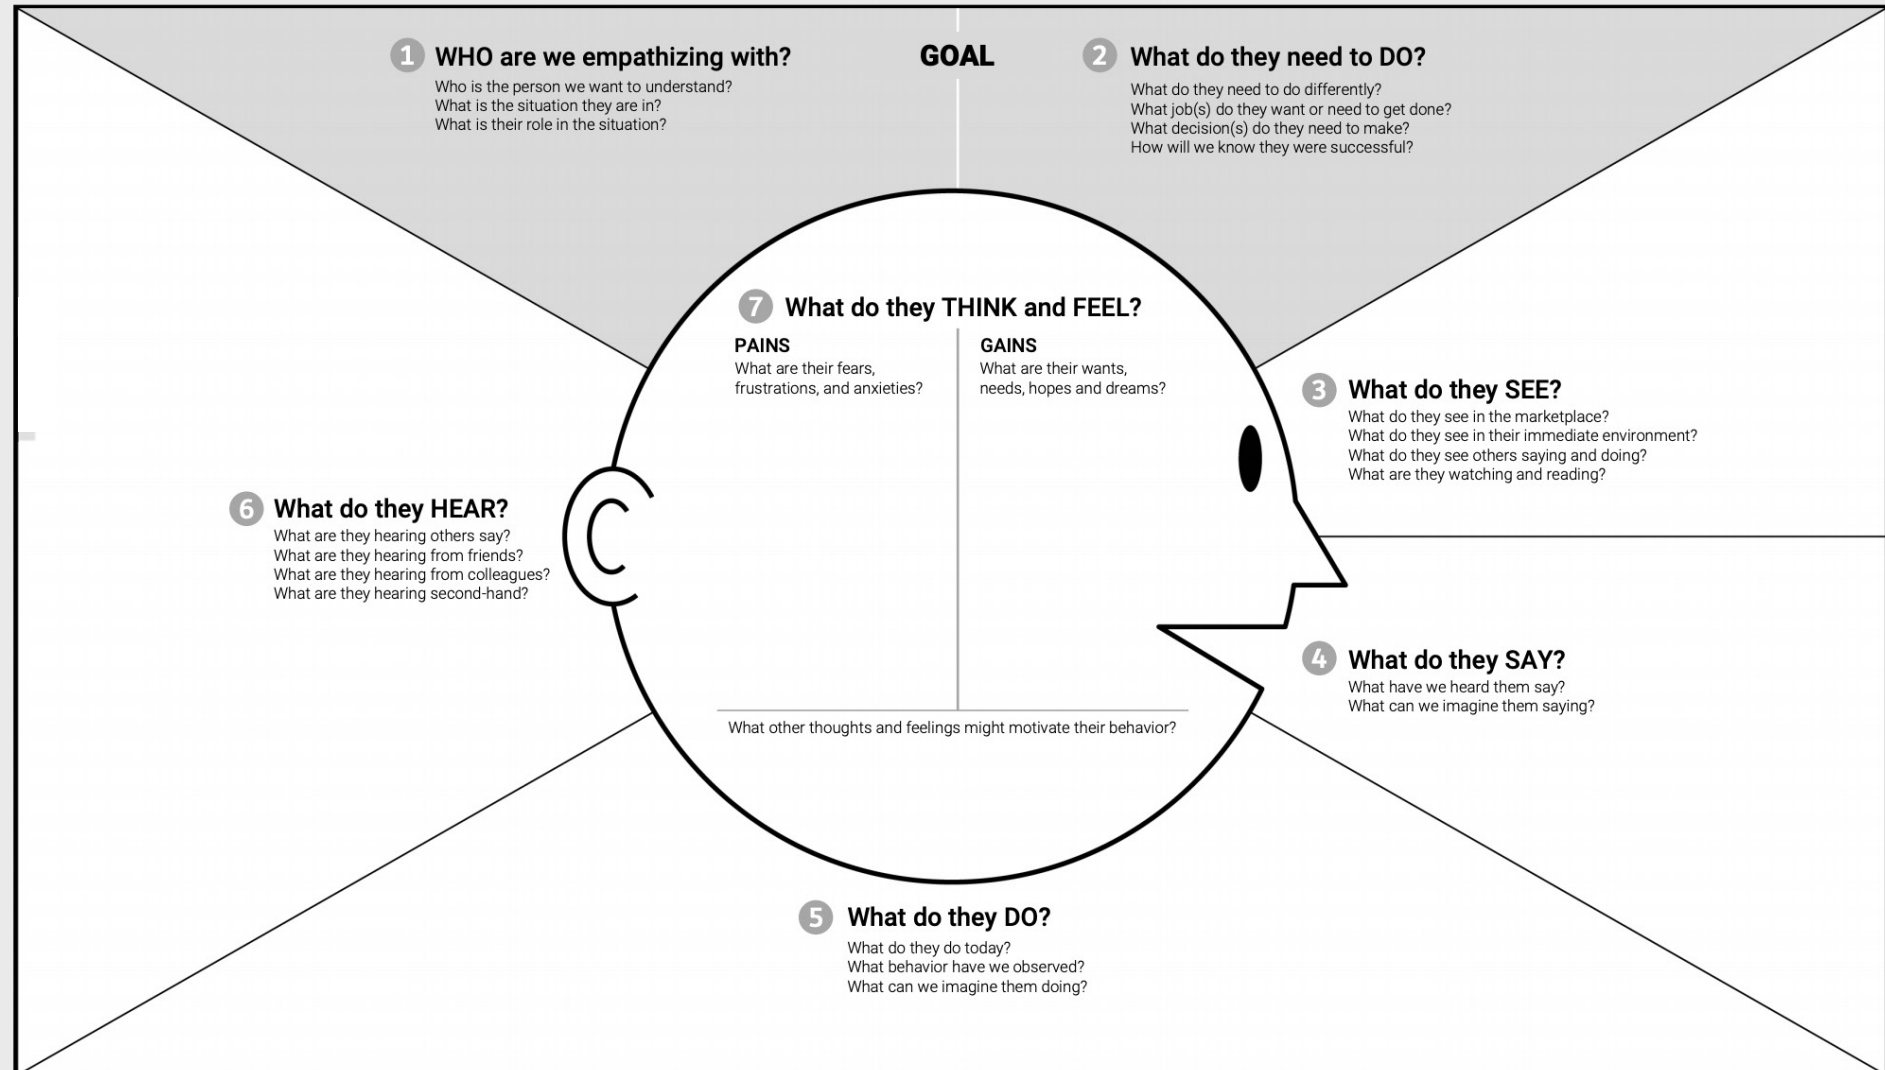 GOAL
1 WHO are we empathizing with?
Who is the person we want to understand?
What is the situation they are in?
What is their role in the situation?
2 What do they need to DO?
What do they need to do differently?
What job(s) do they want or need to get done?
What decision(s) do they need to make?
How will we know they were successful?
3 What do they SEE?
What do they see in the marketplace?
What do they see in their immediate environment?
What do they see others saying and doing?
What are they watching and reading?
4 What do they SAY?
What have we heard them say?
What can we imagine them saying?
5 What do they DO?
What do they do today?
What behavior have we observed?
What can we imagine them doing?
6 What do they HEAR?
What are they hearing others say?
What are they hearing from friends?
What are they hearing from colleagues?
What are they hearing second-hand?
7 What do they THINK and FEEL?
PAINS
What are their fears,
frustrations, and anxieties?
GAINS
What are their wants,
needs, hopes and dreams?
What other thoughts and feelings might motivate their behavior?